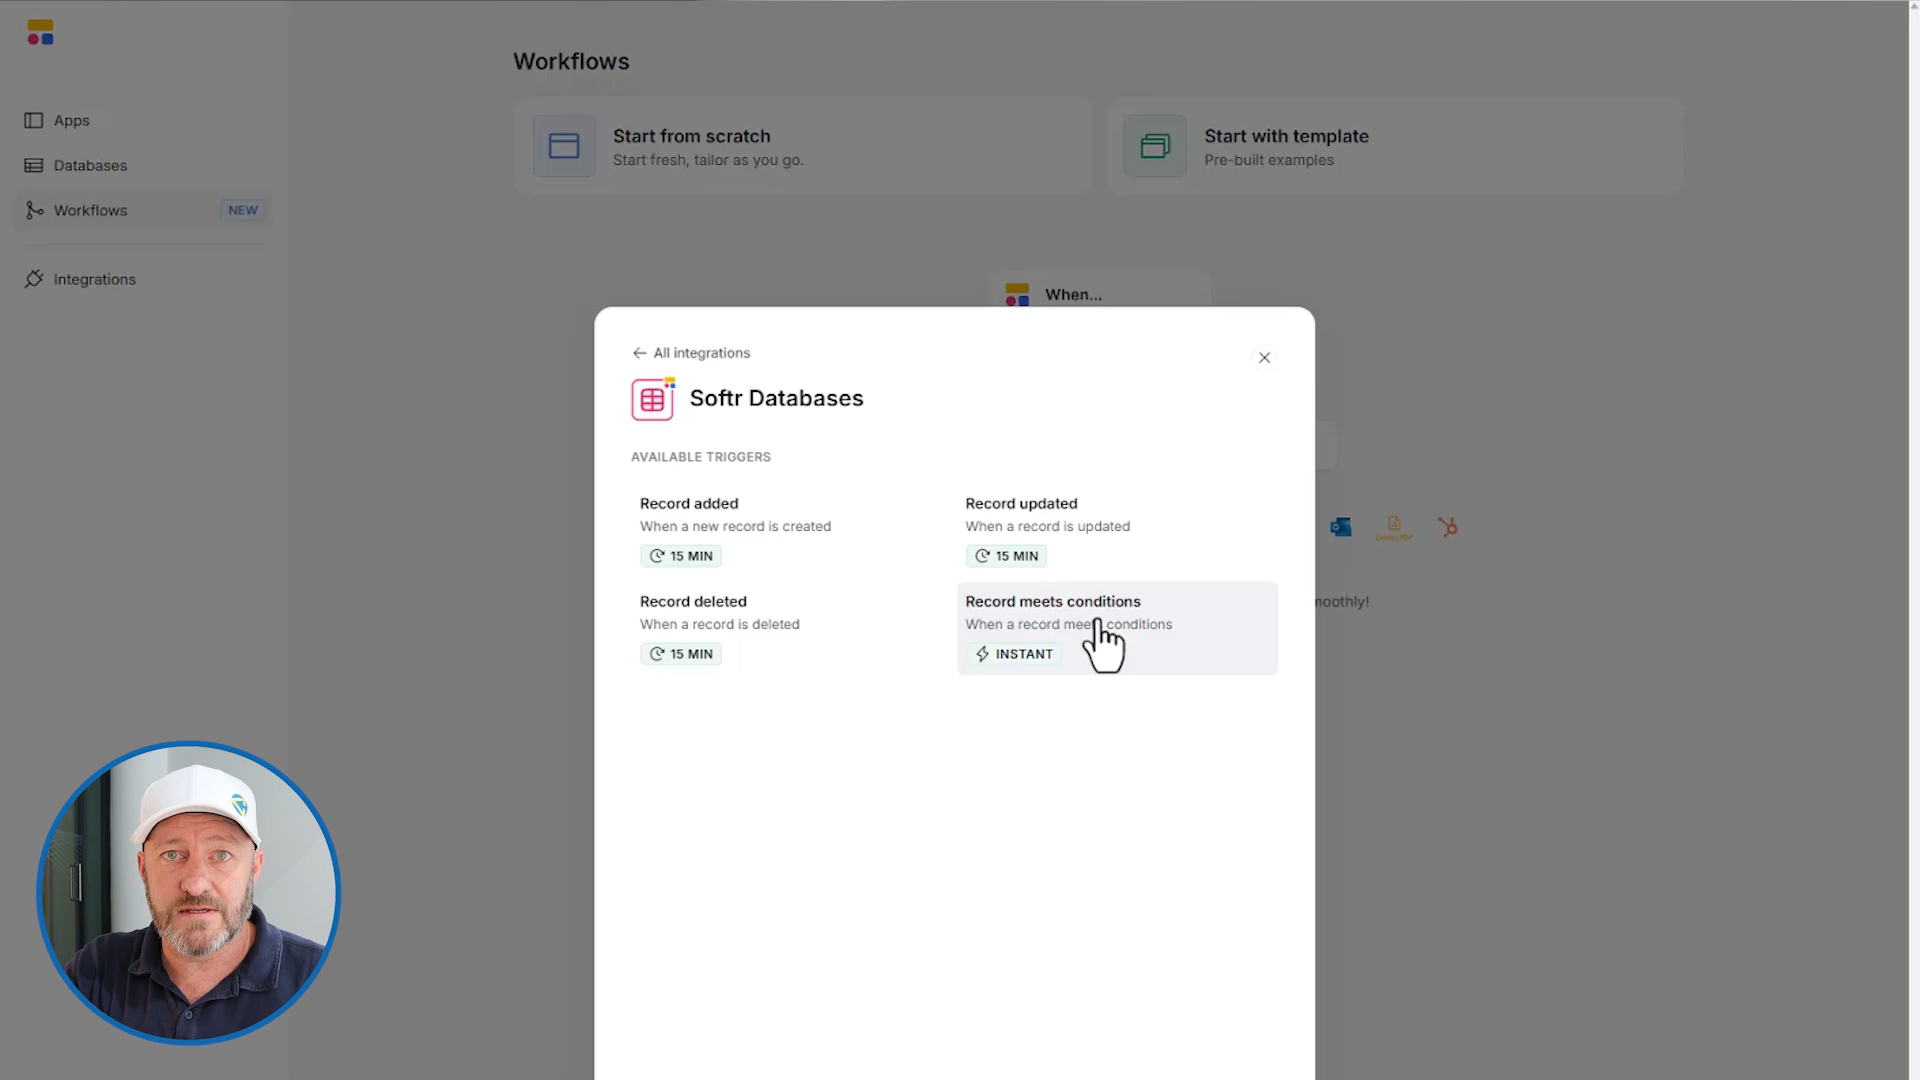 Workflows
Apps
Databases
Workflows NEW
Integrations
Start from scratch
Start fresh, tailor as you go.
Start with template
Pre-built examples
When...
All integrations
Softr Databases
AVAILABLE TRIGGERS
Record added
When a new record is created
15 MIN
Record updated
When a record is updated
15 MIN
Record deleted
When a record is deleted
15 MIN
Record meets conditions
When a record meets conditions
INSTANT
moothly!